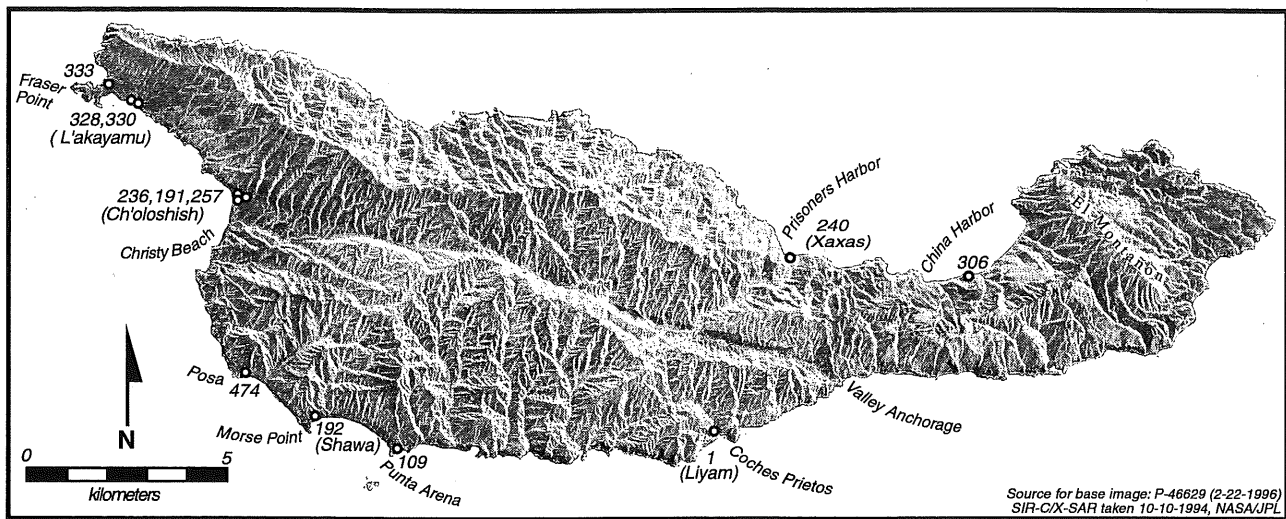 333
Fraser
Point
328,330
( L'akayamu)
236,191,257
(Ch'oloshish)
Christy Beach
Prisoners Harbor
240
(Xaxas)
China Harbor
306
El Montañon
Posa
474
Morse Point
192
(Shawa)
109
Punta Arena
1
(Liyam)
Coches Prietos
Valley Anchorage
N
0
5
kilometers
Source for base image: P-46629 (2-22-1996)
SIR-C/X-SAR taken 10-10-1994, NASA/JPL